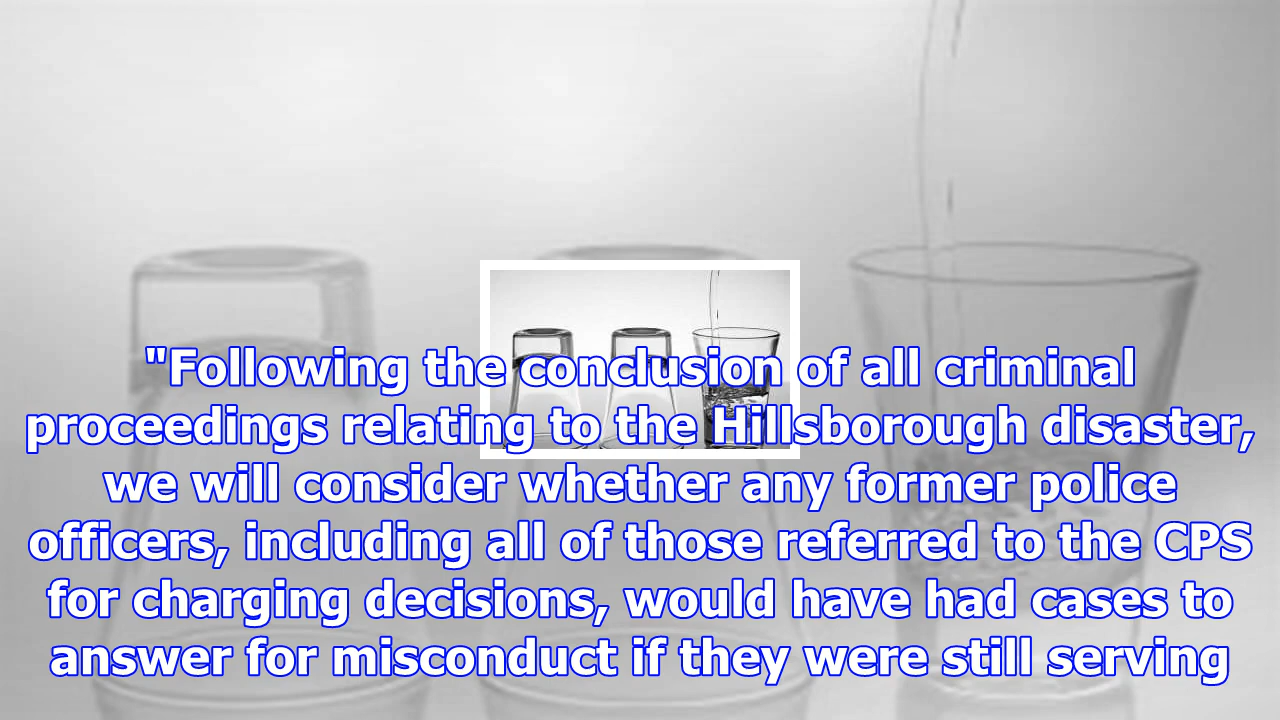 "Following the conclusion of all criminal
proceedings relating to the Hillsborough disaster,
we will consider whether any former police
officers, including all of those referred to the CPS
for charging decisions, would have had cases to
answer for misconduct if they were still serving